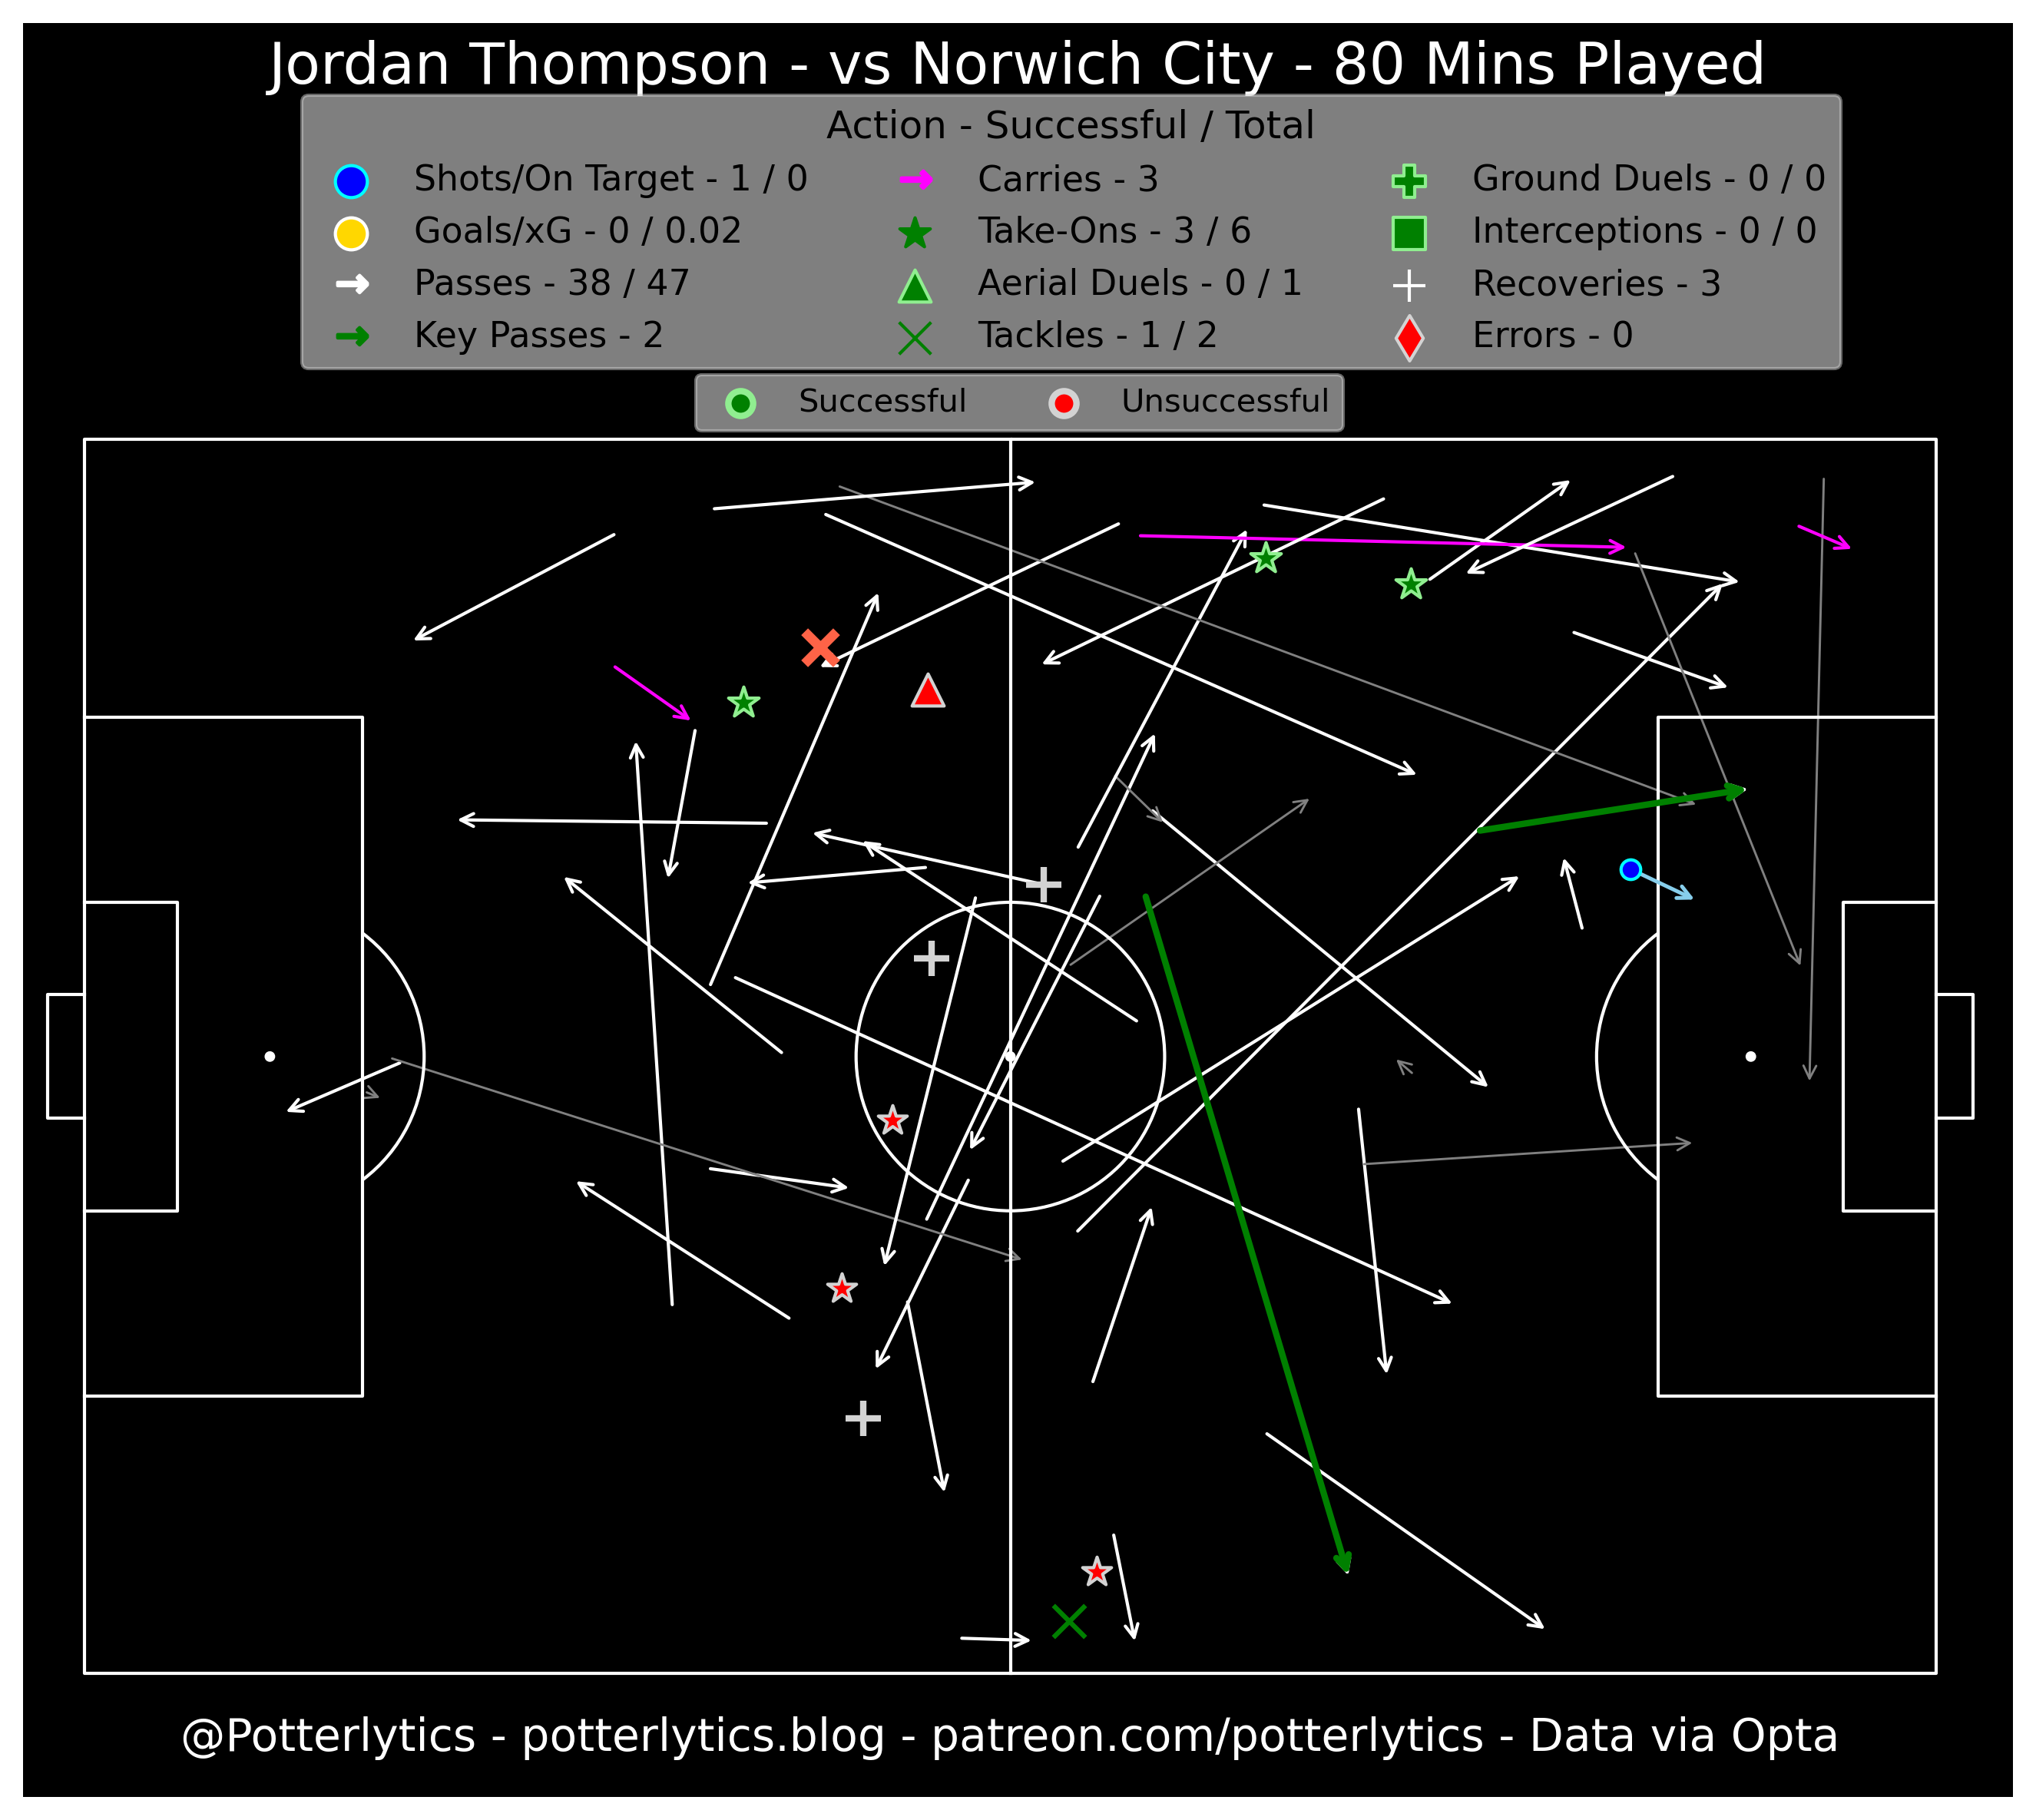 Jordan Thompson - vs Norwich City - 80 Mins Played
Action - Successful / Total
Shots/On Target - 1 / 0
Goals/xG - 0 / 0.02
Passes - 38 / 47
Key Passes - 2
Carries - 3
Take-Ons - 3 / 6
Aerial Duels - 0 / 1
Tackles - 1 / 2
Ground Duels - 0 / 0
Interceptions - 0 / 0
Recoveries - 3
Errors - 0
Successful
Unsuccessful
@Potterlytics - potterlytics.blog - patreon.com/potterlytics - Data via Opta